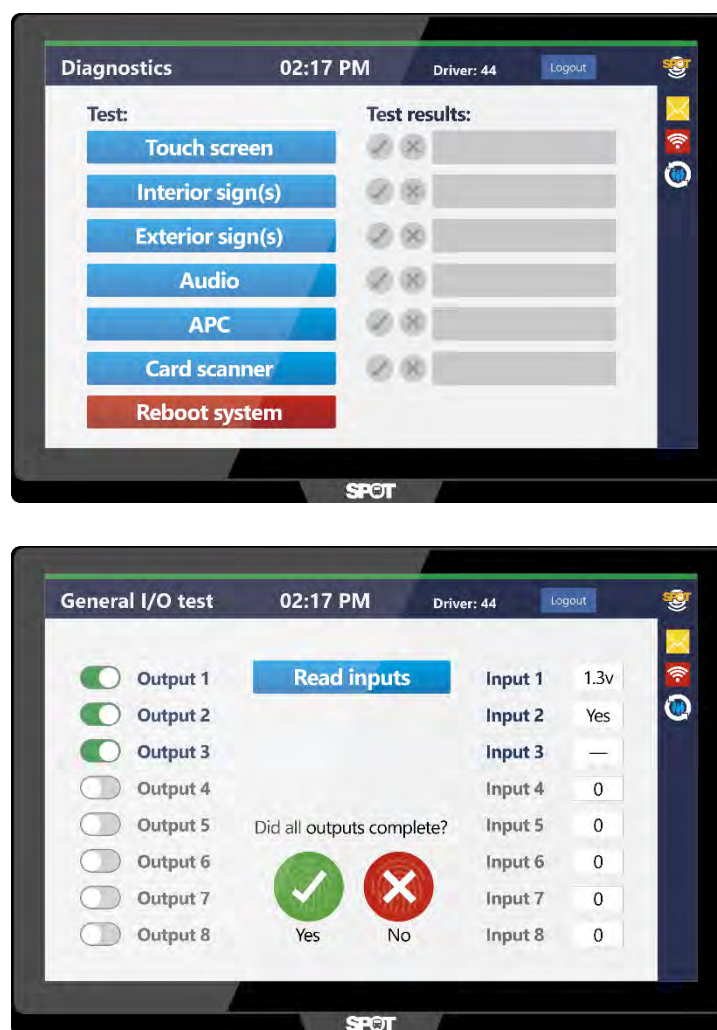 Diagnostics 02:17 PM Driver: 44 Logout SPOT
Test: Test results:
Touch screen
Interior sign(s)
Exterior sign(s)
Audio
APC
Card scanner
Reboot system
SPOT
General I/O test 02:17 PM Driver: 44 Logout SPOT
Output 1 Read inputs Input 1 1.3v
Output 2 Input 2 Yes
Output 3 Input 3 —
Output 4 Input 4 0
Output 5 Did all outputs complete? Input 5 0
Output 6 Input 6 0
Output 7 Input 7 0
Output 8 Yes No Input 8 0
SPOT